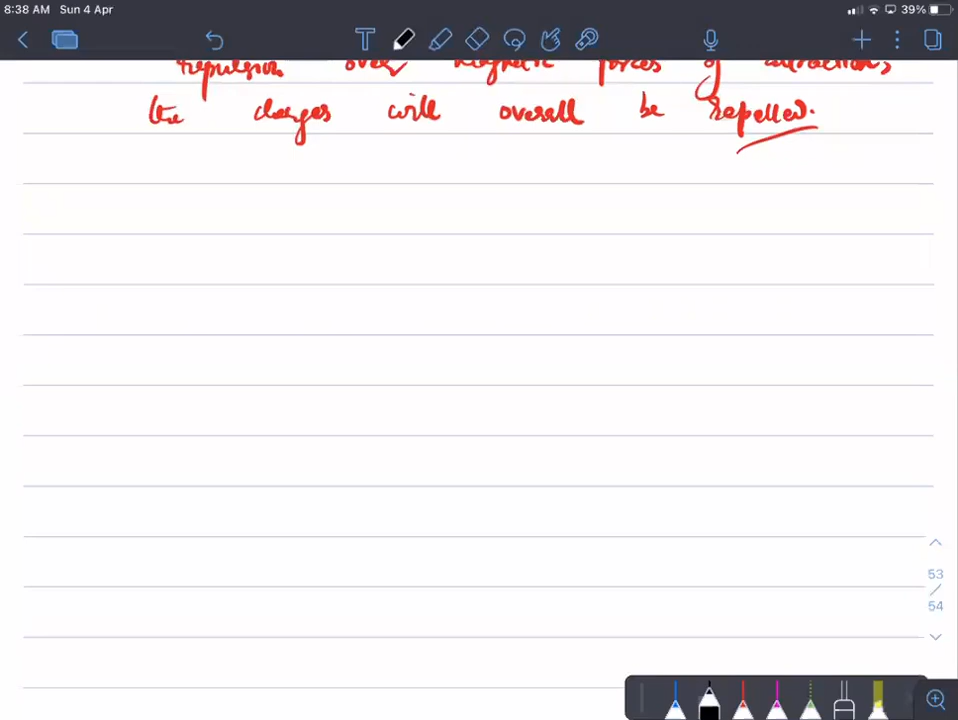 8:38 AM Sun 4 Apr 39%
repulsion over magnetic forces of attraction,
the charges will overall be repelled.
53
/
54